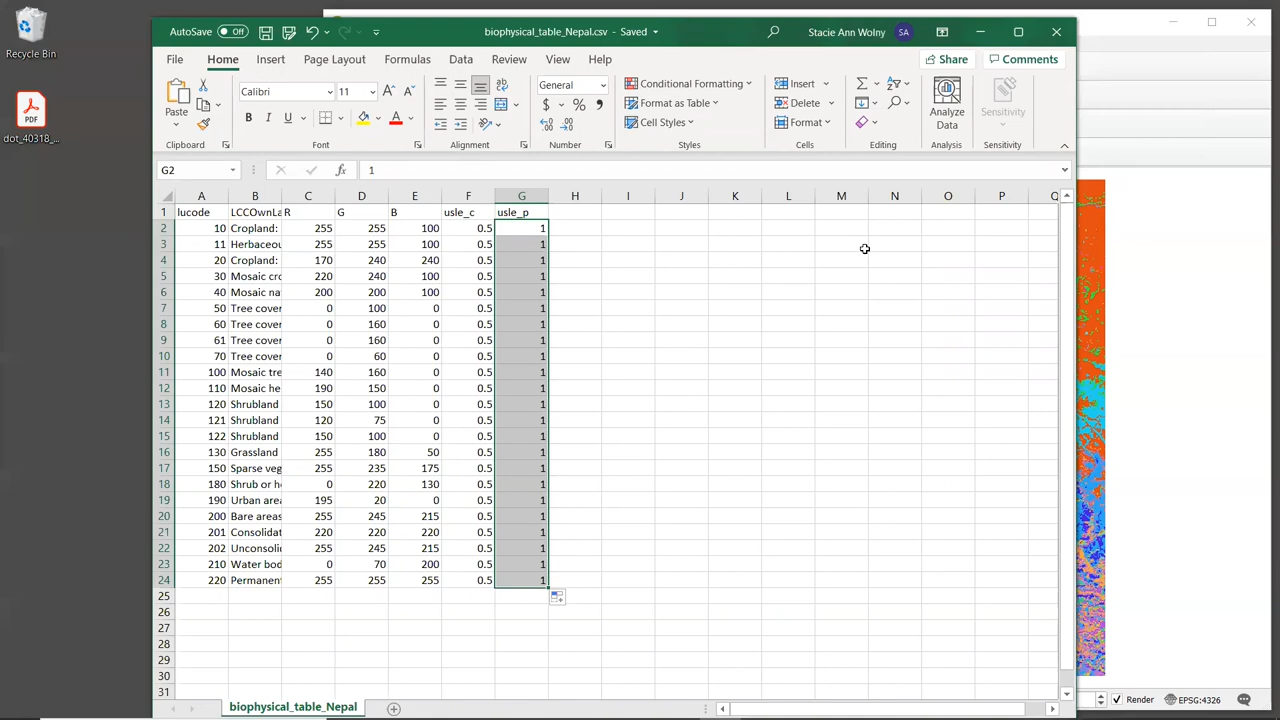 Recycle Bin
PDF
dot_40318_...
AutoSave Off biophysical_table_Nepal.csv - Saved Stacie Ann Wolny SA
File Home Insert Page Layout Formulas Data Review View Help Share Comments
Paste
Clipboard
Calibri 11
B I U A
Font
Alignment
General
$ % ,
Number
Conditional Formatting
Format as Table
Cell Styles
Styles
Insert
Delete
Format
Cells
Editing
Analyze
Data
Analysis
Sensitivity
Sensitivity
G2 fx 1
A B C D E F G H I J K L M N O P Q
1 lucode LCCOwnLa R G B usle_c usle_p
2 10 Cropland: 255 255 100 0.5 1
3 11 Herbaceou 255 255 100 0.5 1
4 20 Cropland: 170 240 240 0.5 1
5 30 Mosaic cro 220 240 100 0.5 1
6 40 Mosaic na 200 200 100 0.5 1
7 50 Tree cover 0 100 0 0.5 1
8 60 Tree cover 0 160 0 0.5 1
9 61 Tree cover 0 160 0 0.5 1
10 70 Tree cover 0 60 0 0.5 1
11 100 Mosaic tre 140 160 0 0.5 1
12 110 Mosaic he 190 150 0 0.5 1
13 120 Shrubland 150 100 0 0.5 1
14 121 Shrubland 120 75 0 0.5 1
15 122 Shrubland 150 100 0 0.5 1
16 130 Grassland 255 180 50 0.5 1
17 150 Sparse veg 255 235 175 0.5 1
18 180 Shrub or h 0 220 130 0.5 1
19 190 Urban area 195 20 0 0.5 1
20 200 Bare areas 255 245 215 0.5 1
21 201 Consolidat 220 220 220 0.5 1
22 202 Unconsolic 255 245 215 0.5 1
23 210 Water bod 0 70 200 0.5 1
24 220 Permanent 255 255 255 0.5 1
25
26
27
28
29
30
31
biophysical_table_Nepal
Render EPSG:4326